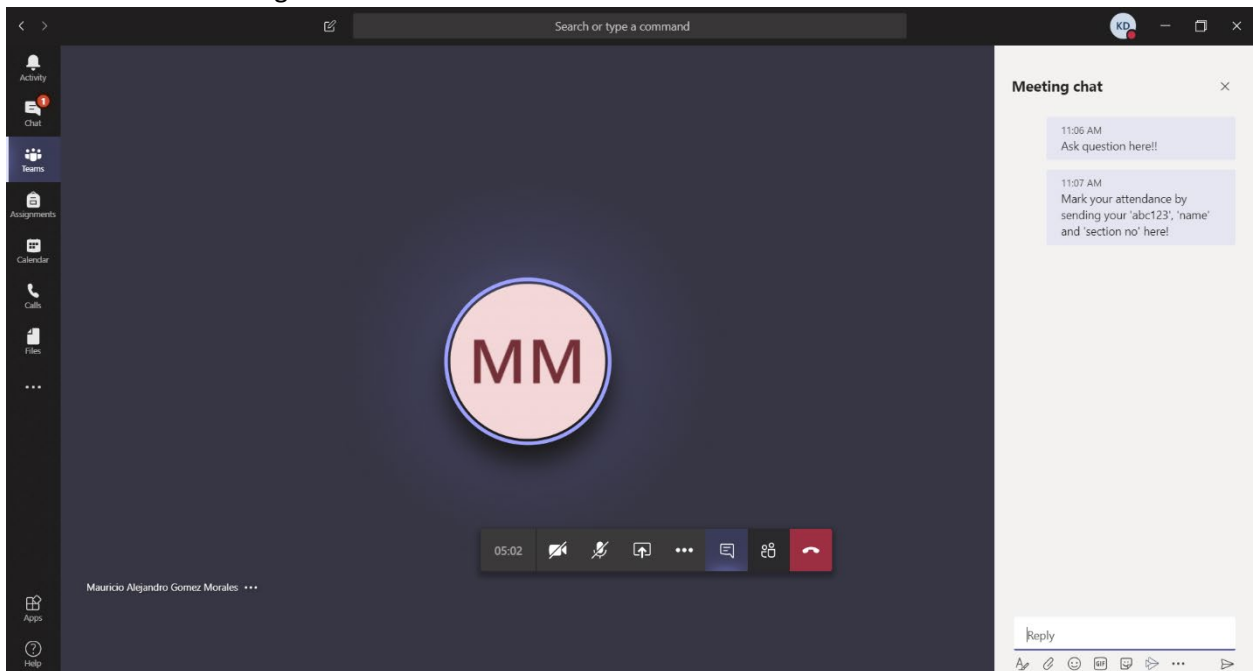 Search or type a command
KD
Activity
1
Chat
Teams
Assignments
Calendar
Calls
Files
Apps
Help
MM
05:02
Mauricio Alejandro Gomez Morales
Meeting chat
11:06 AM
Ask question here!!
11:07 AM
Mark your attendance by
sending your 'abc123', 'name'
and 'section no' here!
Reply
GIF